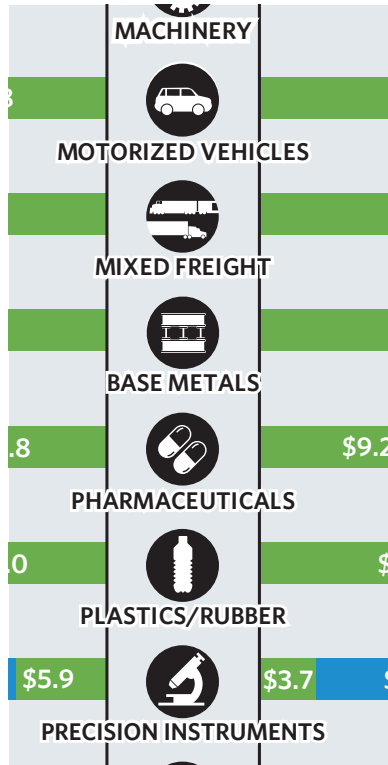 MACHINERY
MOTORIZED VEHICLES
MIXED FREIGHT
BASE METALS
.8 $9.2
PHARMACEUTICALS
.0 $
PLASTICS/RUBBER
$5.9 $3.7 $
PRECISION INSTRUMENTS